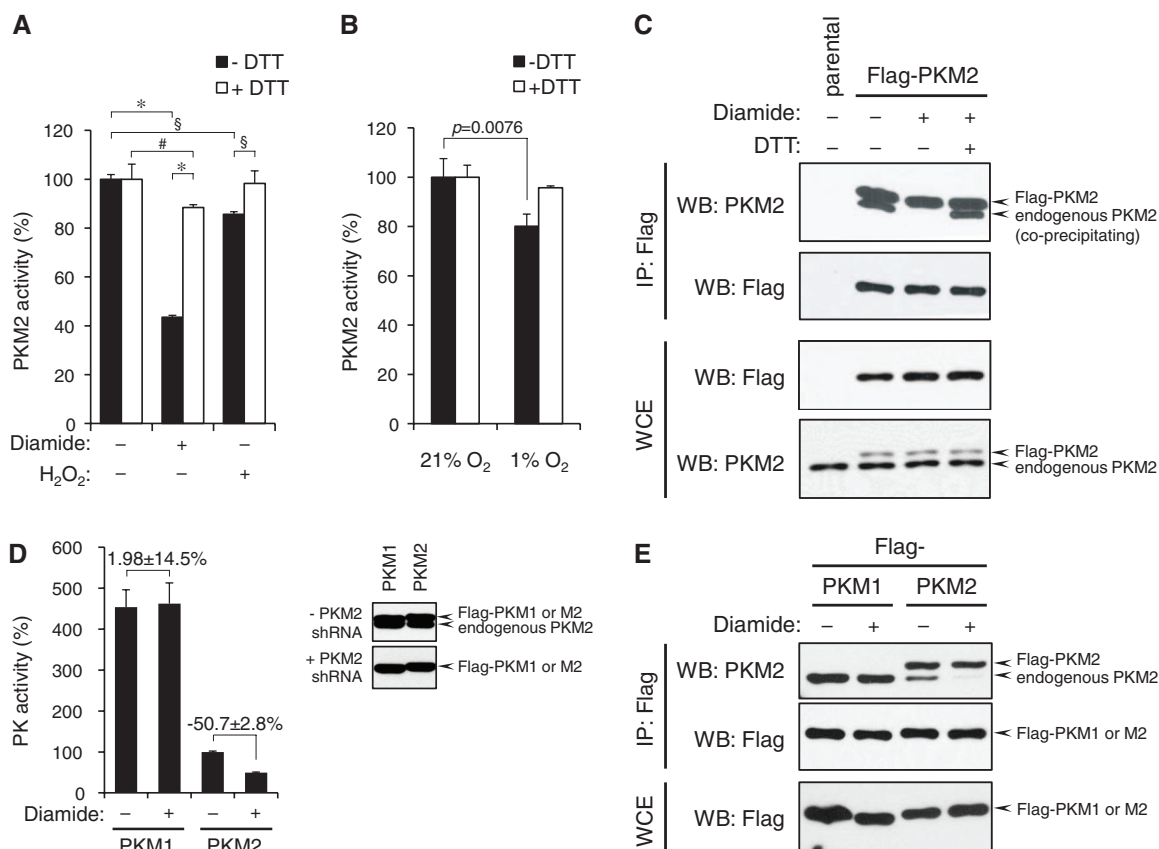 A
- DTT
+ DTT
*
§
#
*
§
PKM2 activity (%)
120
100
80
60
40
20
0
Diamide: – + –
H₂O₂: – – +
B
-DTT
+DTT
p=0.0076
PKM2 activity (%)
120
100
80
60
40
20
0
21% O₂ 1% O₂
C
parental
Flag-PKM2
Diamide: – – + +
DTT: – – – +
IP: Flag
WB: PKM2
Flag-PKM2
endogenous PKM2
(co-precipitating)
WB: Flag
WCE
WB: Flag
WB: PKM2
Flag-PKM2
endogenous PKM2
D
PK activity (%)
600
500
400
300
200
100
0
1.98±14.5%
-50.7±2.8%
Diamide: – + – +
PKM1 PKM2
PKM1 PKM2
- PKM2
shRNA
Flag-PKM1 or M2
endogenous PKM2
+ PKM2
shRNA
Flag-PKM1 or M2
E
Flag-
PKM1 PKM2
Diamide: – + – +
IP: Flag
WB: PKM2
Flag-PKM2
endogenous PKM2
WB: Flag
Flag-PKM1 or M2
WCE
WB: Flag
Flag-PKM1 or M2